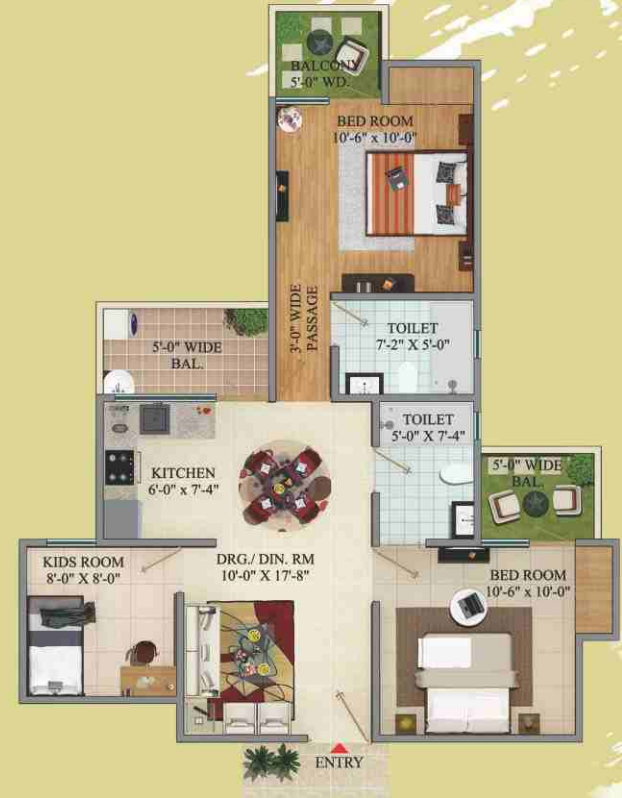 BALCONY
5'-0" WD.
BED ROOM
10'-6" x 10'-0"
3'-0" WIDE
PASSAGE
TOILET
7'-2" X 5'-0"
5'-0" WIDE
BAL.
TOILET
5'-0" X 7'-4"
KITCHEN
6'-0" x 7'-4"
5'-0" WIDE
BAL.
KIDS ROOM
8'-0" X 8'-0"
DRG./ DIN. RM
10'-0" X 17'-8"
BED ROOM
10'-6" x 10'-0"
ENTRY